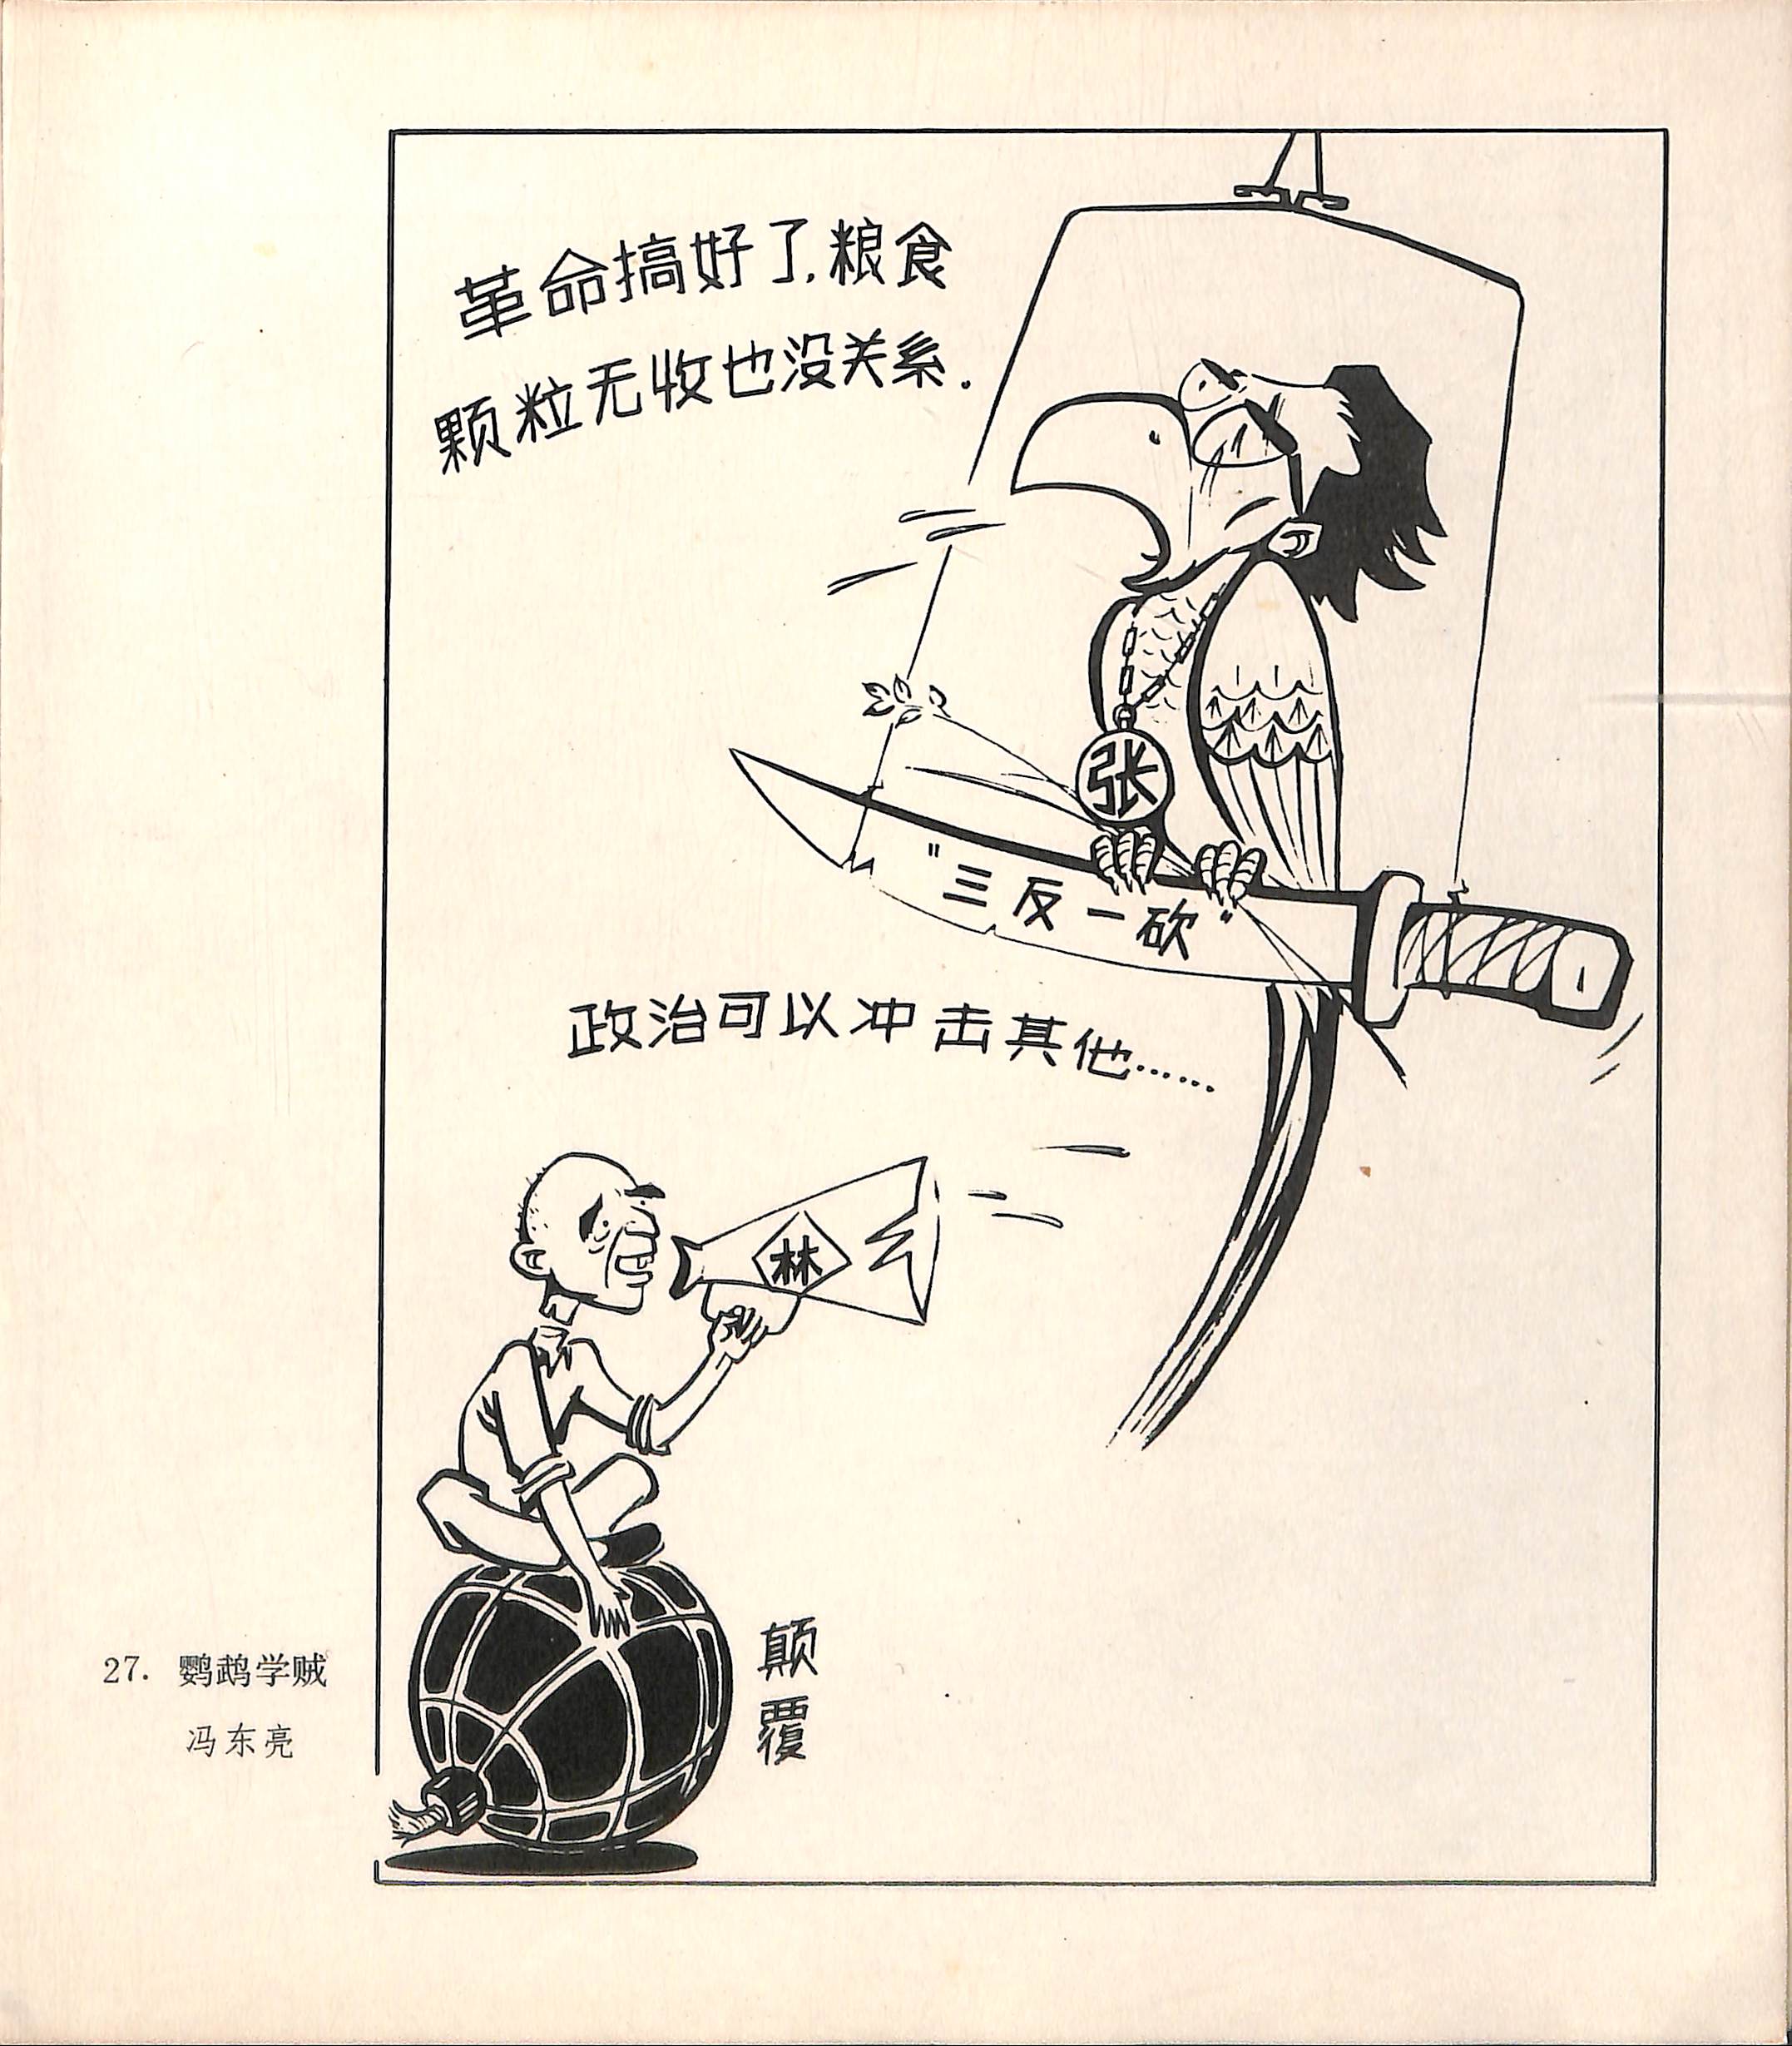 革命搞好了,粮食
颗粒无收也没关系.
张
"三反一砍"
政治可以冲击其他……
林
颠
覆
27. 鹦鹉学贼
冯东亮